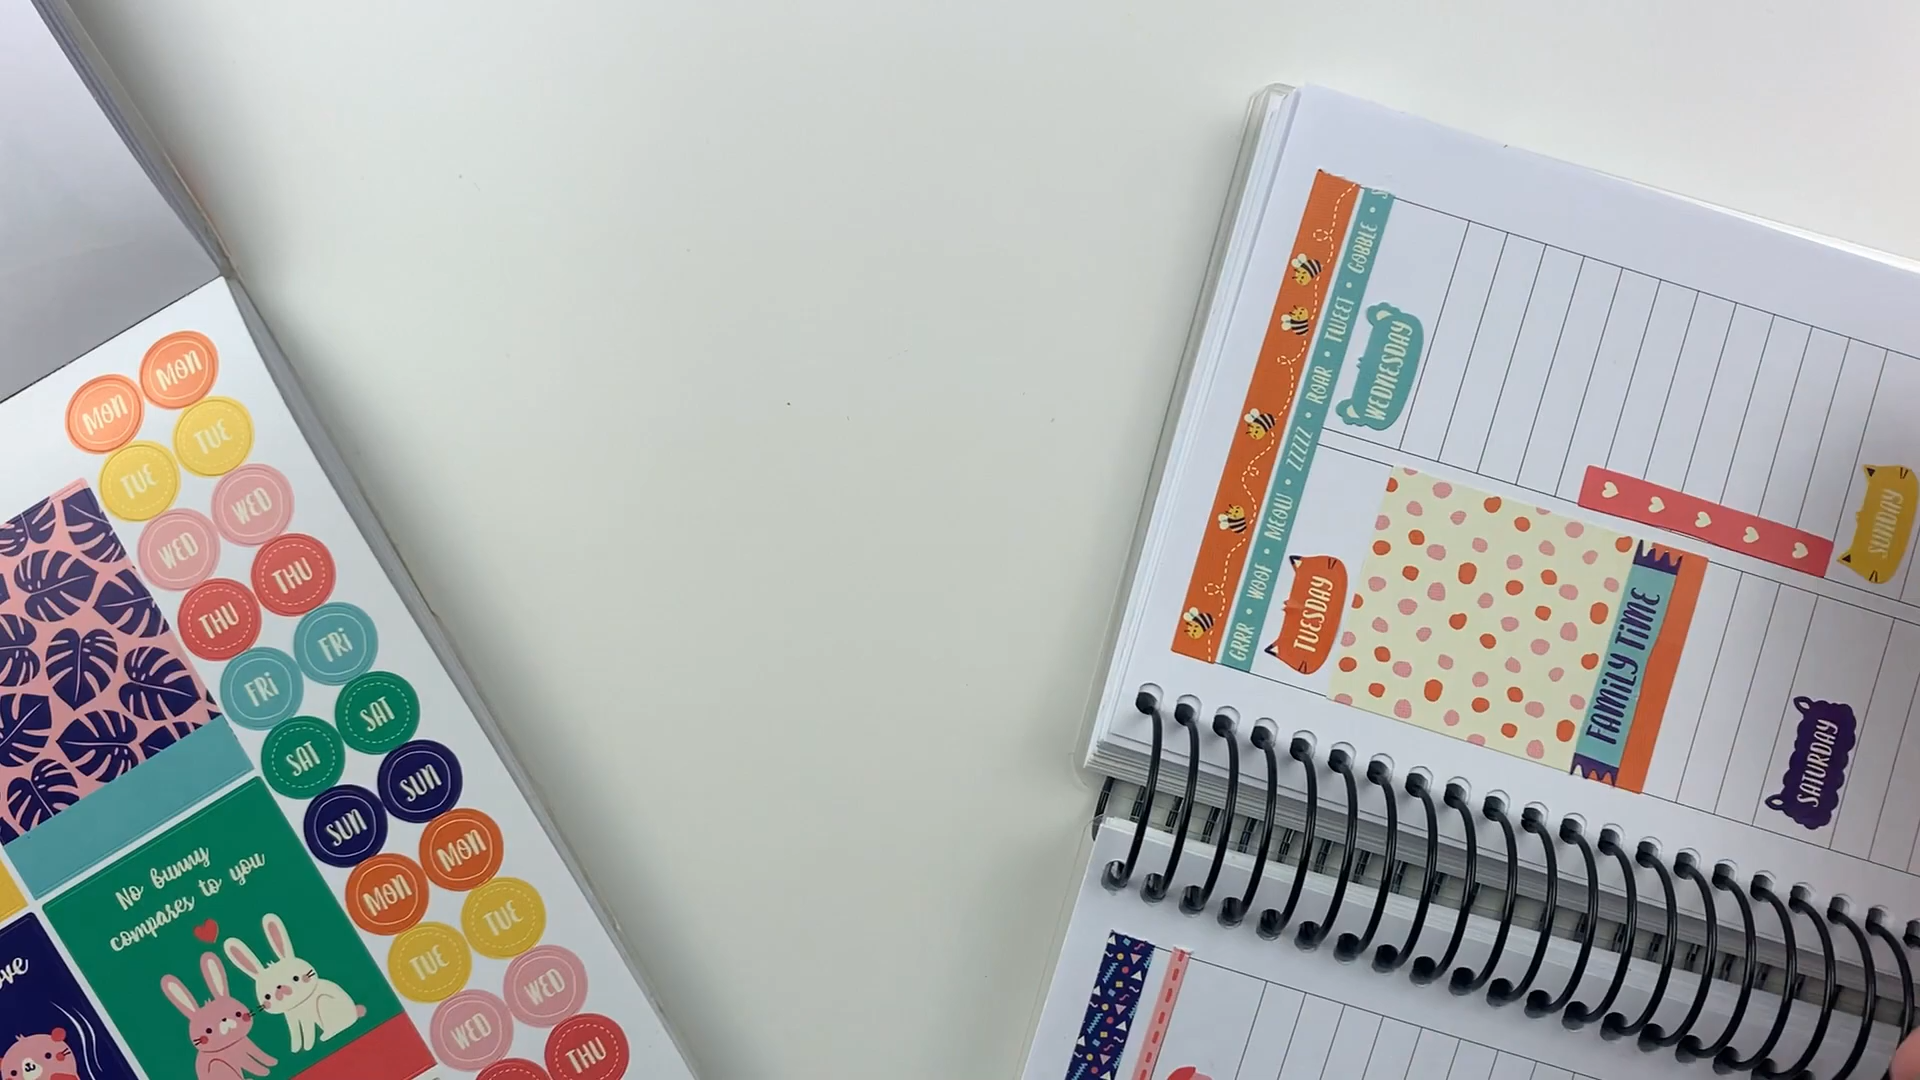 MON
MON
TUE
TUE
WED
WED
THU
THU
FRI
FRI
SAT
SAT
SUN
SUN
MON
MON
TUE
TUE
WED
WED
THU
No bunny
compares to you
GRRR • WOOF • MEOW • ZZZZ • ROAR • TWEET • GOBBLE •
WEDNESDAY
TUESDAY
FAMILY TIME
SUNDAY
SATURDAY